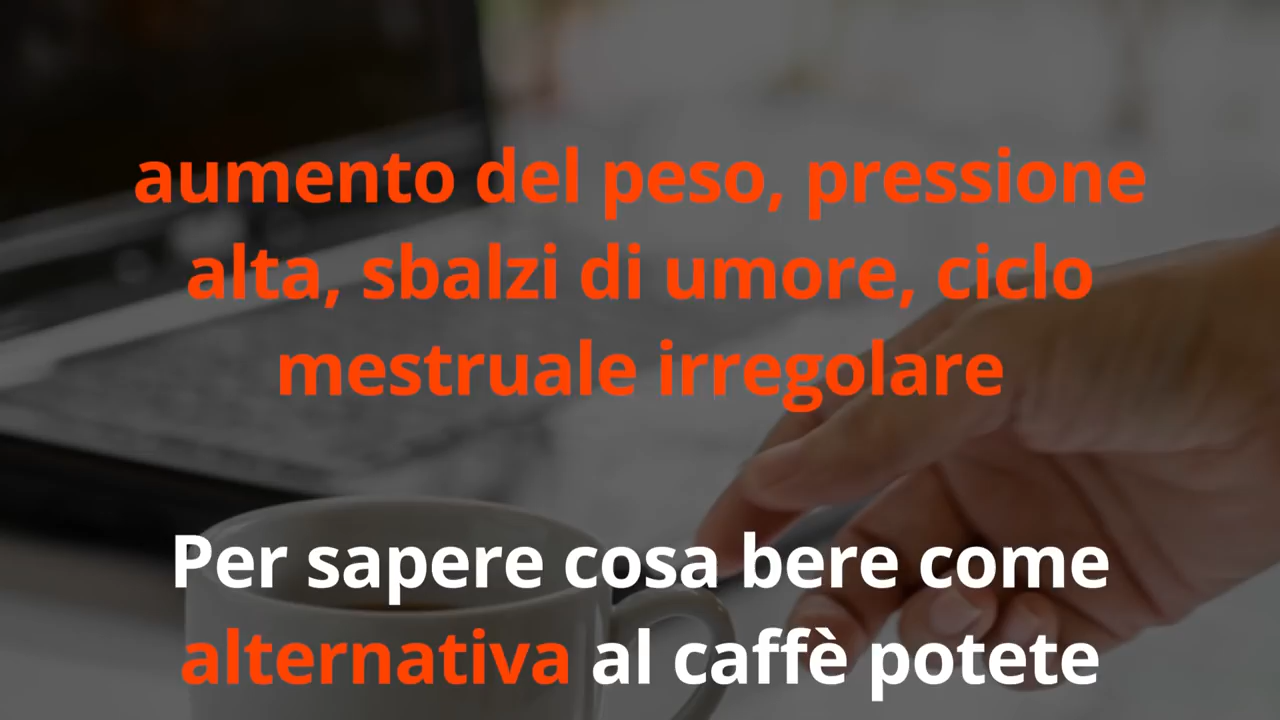 aumento del peso, pressione
alta, sbalzi di umore, ciclo
mestruale irregolare
Per sapere cosa bere come
alternativa al caffè potete